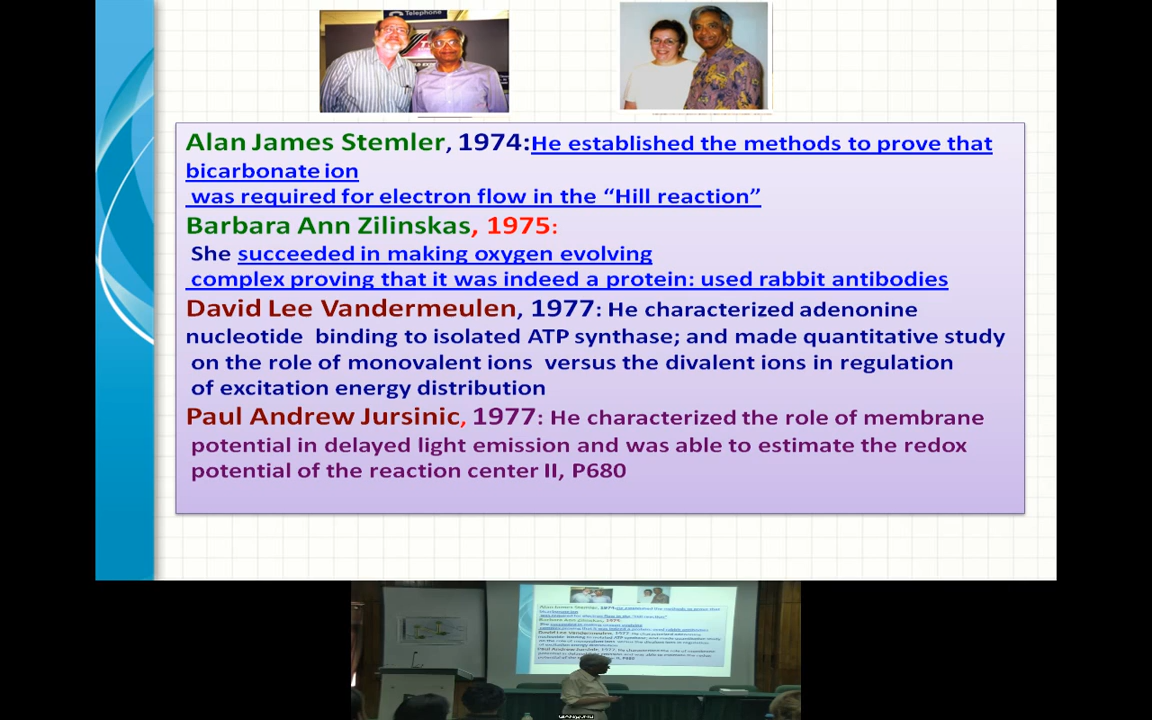 Telephone
Alan James Stemler, 1974:He established the methods to prove that
bicarbonate ion
was required for electron flow in the “Hill reaction”
Barbara Ann Zilinskas, 1975:
She succeeded in making oxygen evolving
complex proving that it was indeed a protein: used rabbit antibodies
David Lee Vandermeulen, 1977: He characterized adenonine
nucleotide binding to isolated ATP synthase; and made quantitative study
on the role of monovalent ions versus the divalent ions in regulation
of excitation energy distribution
Paul Andrew Jursinic, 1977: He characterized the role of membrane
potential in delayed light emission and was able to estimate the redox
potential of the reaction center II, P680